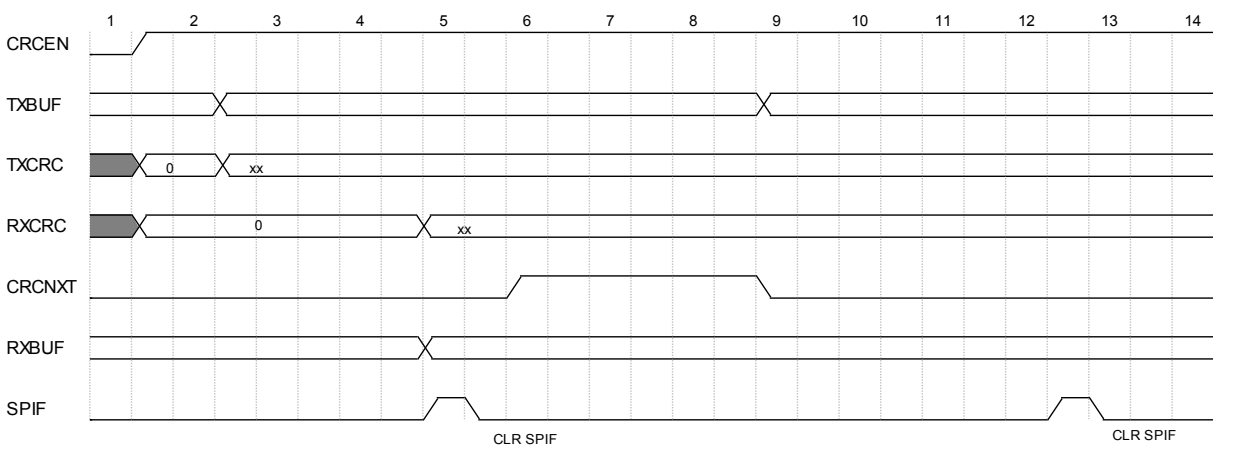 1 2 3 4 5 6 7 8 9 10 11 12 13 14
CRCEN
TXBUF
TXCRC 0 xx
RXCRC 0 xx
CRCNXT
RXBUF
SPIF
CLR SPIF CLR SPIF